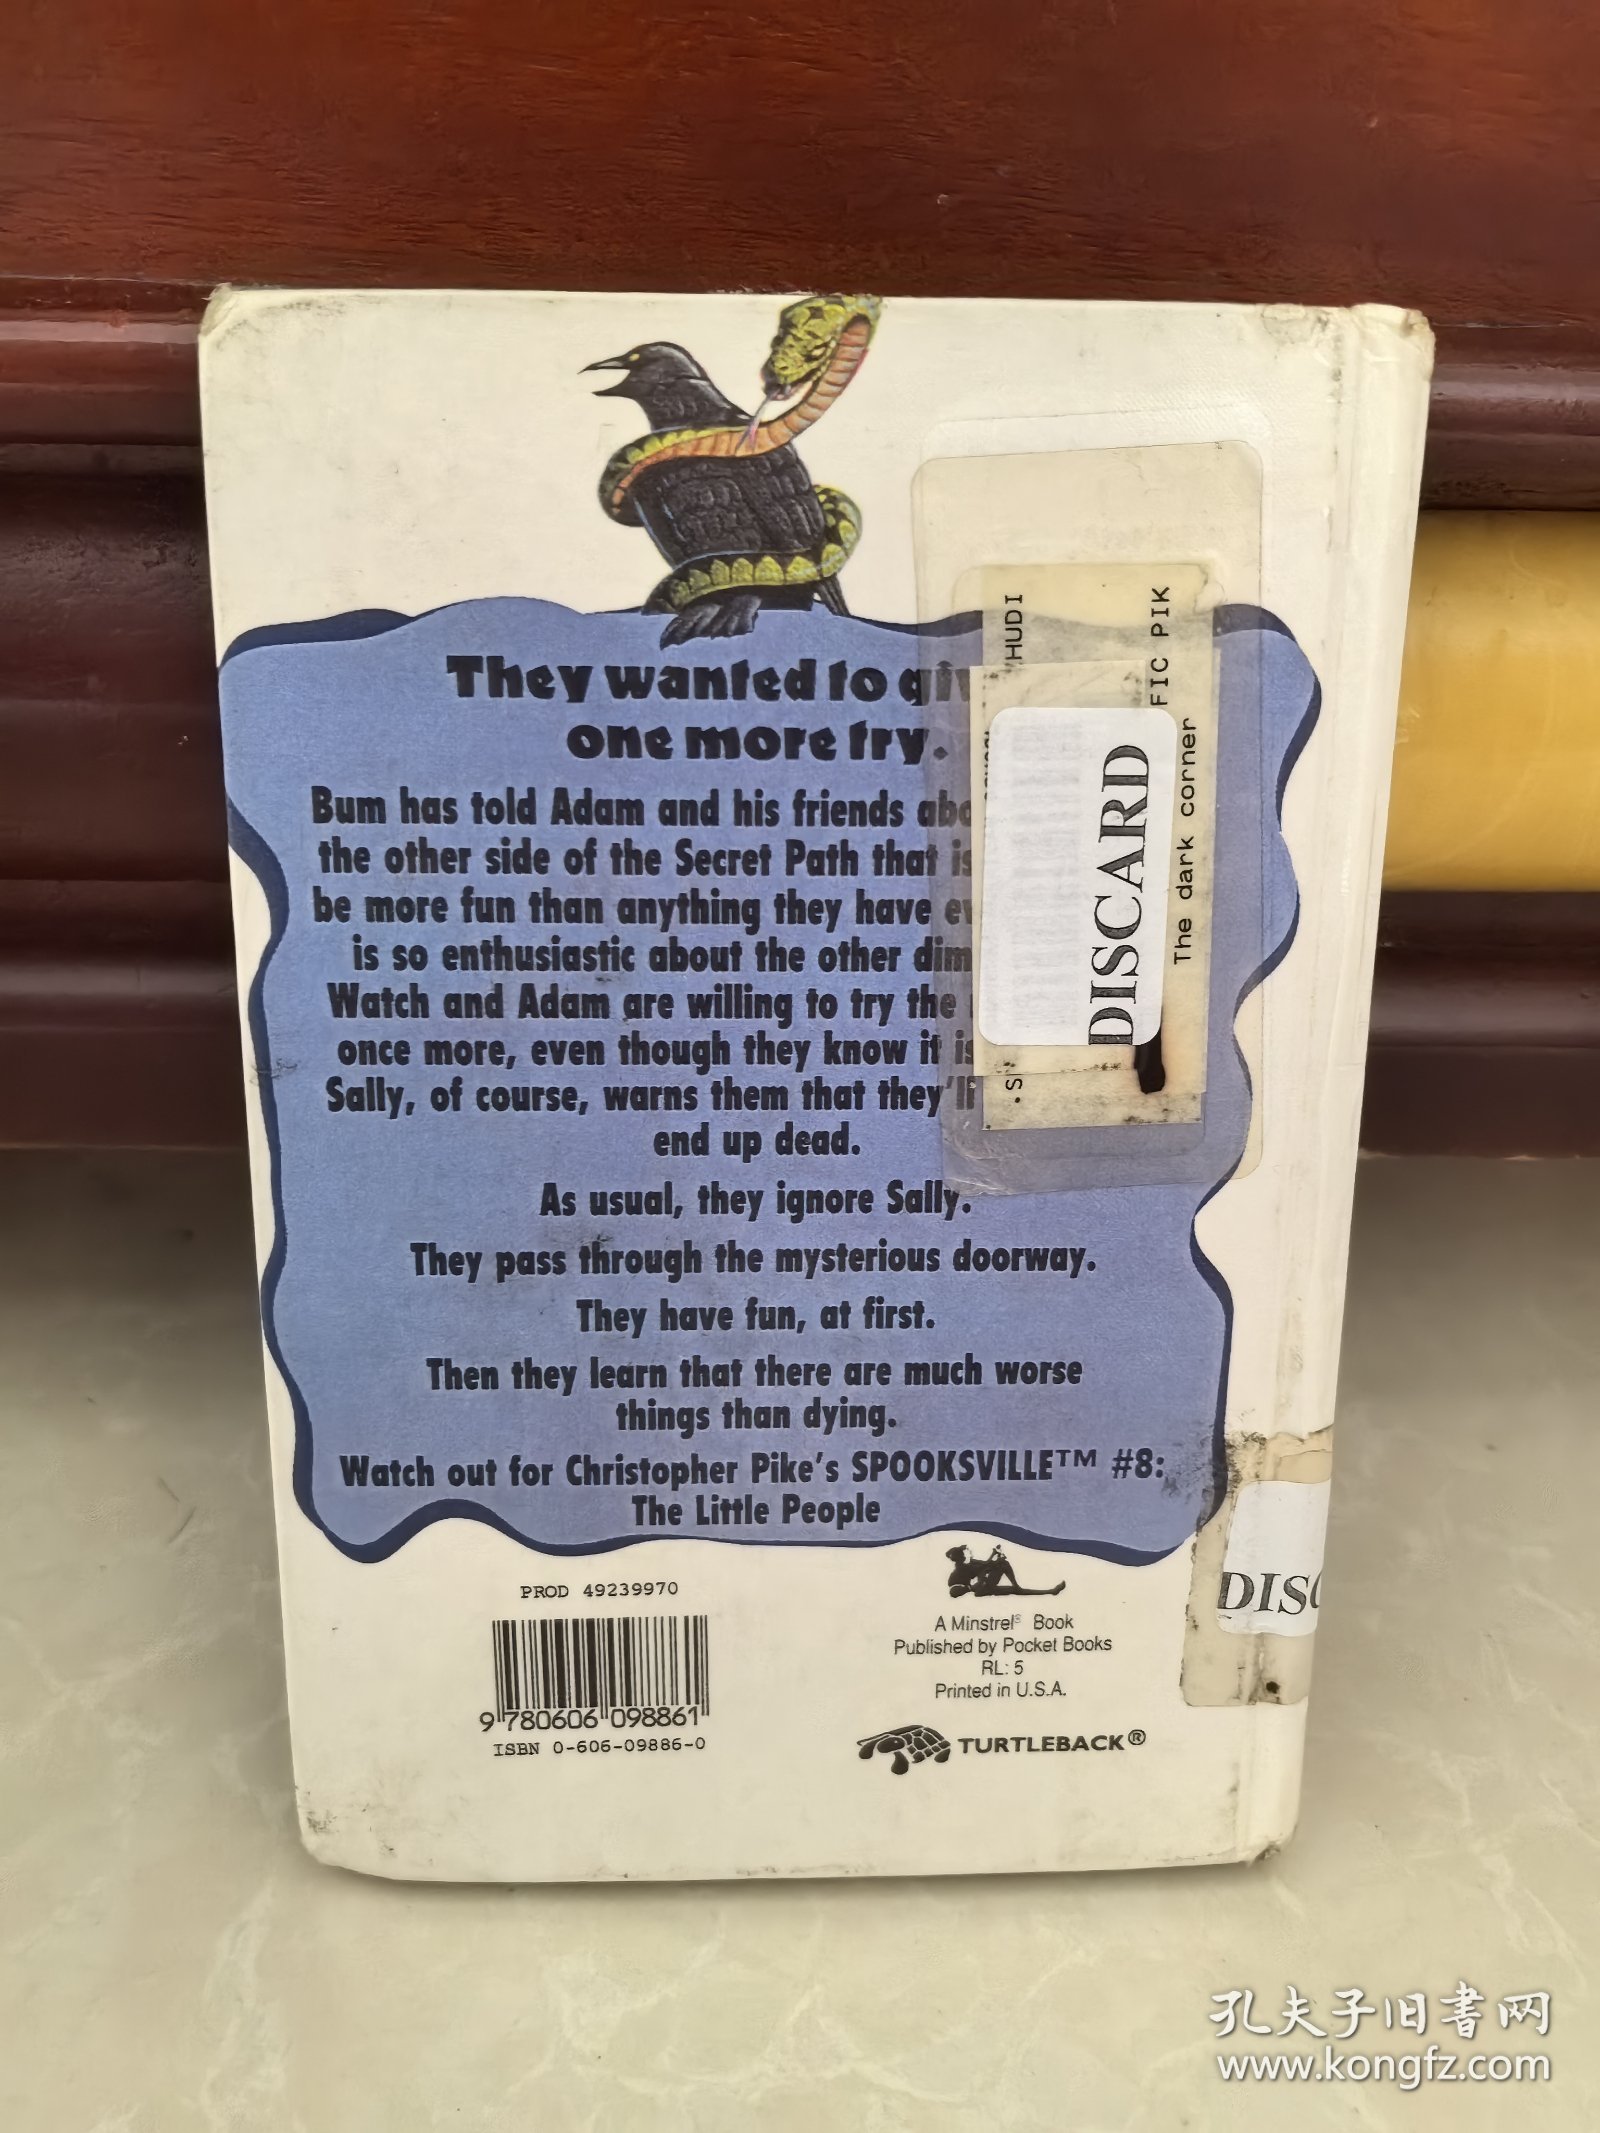 They wanted to giv
one more try.
Bum has told Adam and his friends abo
the other side of the Secret Path that is
be more fun than anything they have ev
is so enthusiastic about the other dim
Watch and Adam are willing to try the
once more, even though they know it is
Sally, of course, warns them that they'll
end up dead.
As usual, they ignore Sally.
They pass through the mysterious doorway.
They have fun, at first.
Then they learn that there are much worse
things than dying.
Watch out for Christopher Pike's SPOOKSVILLE™ #8:
The Little People
HUDI
FIC PIK
The dark corner
DISCARD
DISC
PROD 49239970
9 780606 098861
ISBN 0-606-09886-0
A Minstrel® Book
Published by Pocket Books
RL: 5
Printed in U.S.A.
TURTLEBACK®
孔夫子旧书网
www.kongfz.com